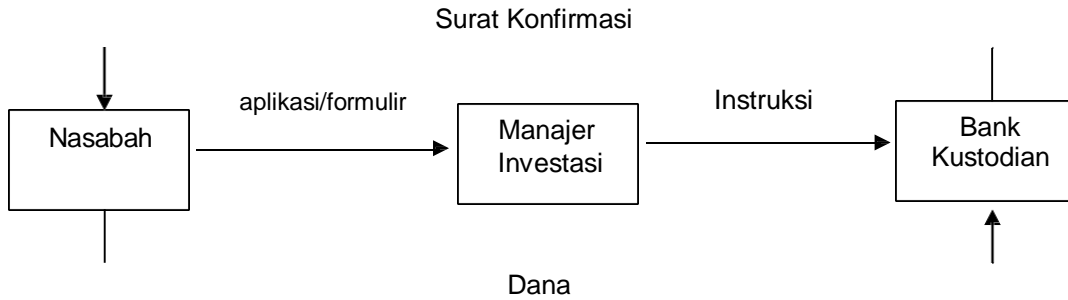 Surat Konfirmasi
aplikasi/formulir
Instruksi
Nasabah
Manajer
Investasi
Bank
Kustodian
Dana